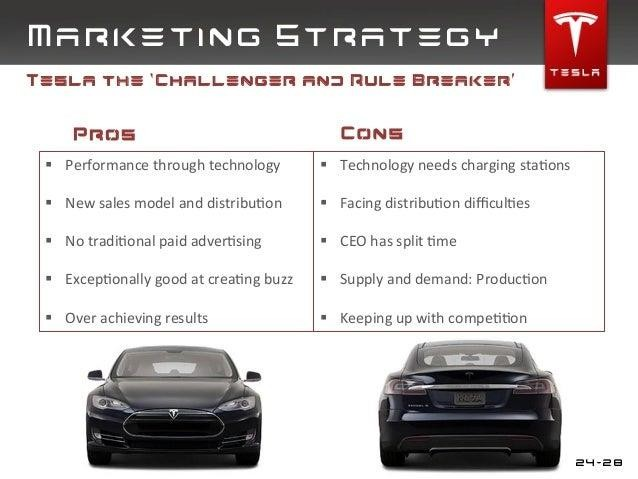 Marketing Strategy
TESLA
Tesla the 'Challenger and Rule Breaker'
Pros
Cons
▪ Performance through technology
▪ New sales model and distribution
▪ No traditional paid advertising
▪ Exceptionally good at creating buzz
▪ Over achieving results
▪ Technology needs charging stations
▪ Facing distribution difficulties
▪ CEO has split time
▪ Supply and demand: Production
▪ Keeping up with competition
24-28